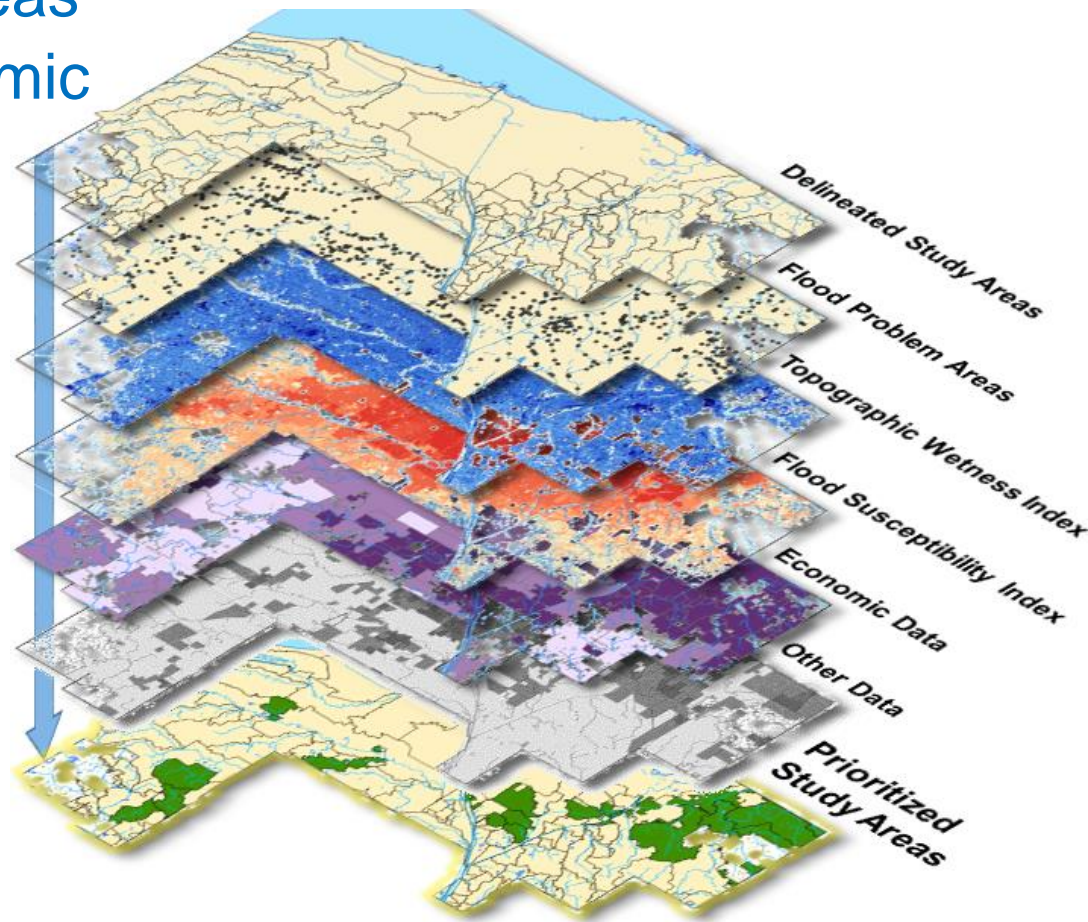 mic
Delineated Study Areas
Flood Problem Areas
Topographic Wetness Index
Flood Susceptibility Index
Economic Data
Other Data
Prioritized
Study Areas